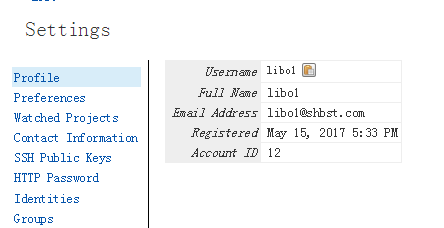 Settings
Profile
Preferences
Watched Projects
Contact Information
SSH Public Keys
HTTP Password
Identities
Groups
Username libo1
Full Name libo1
Email Address libo1@shbst.com
Registered May 15, 2017 5:33 PM
Account ID 12